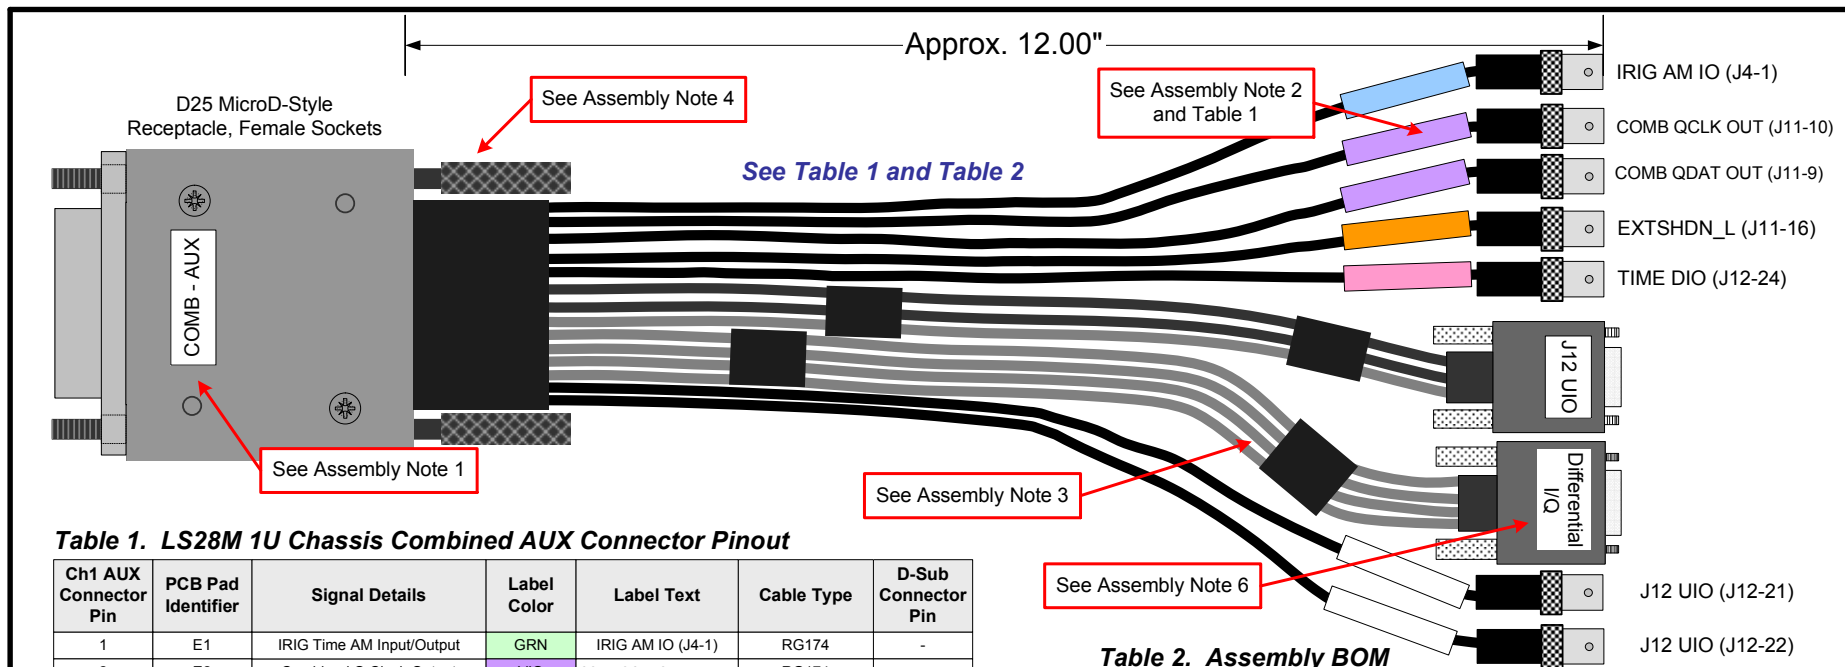 Approx. 12.00"
D25 MicroD-Style
Receptacle, Female Sockets
See Assembly Note 4
See Assembly Note 2
and Table 1
See Table 1 and Table 2
IRIG AM IO (J4-1)
COMB QCLK OUT (J11-10)
COMB QDAT OUT (J11-9)
EXTSHDN_L (J11-16)
TIME DIO (J12-24)
COMB - AUX
J12 UIO
Differential
I/Q
See Assembly Note 1
See Assembly Note 3
See Assembly Note 6
J12 UIO (J12-21)
J12 UIO (J12-22)
Table 1. LS28M 1U Chassis Combined AUX Connector Pinout
Ch1 AUX Connector Pin PCB Pad Identifier Signal Details Label Color Label Text Cable Type D-Sub Connector Pin
1 E1 IRIG Time AM Input/Output GRN IRIG AM IO (J4-1) RG174 -
Table 2. Assembly BOM